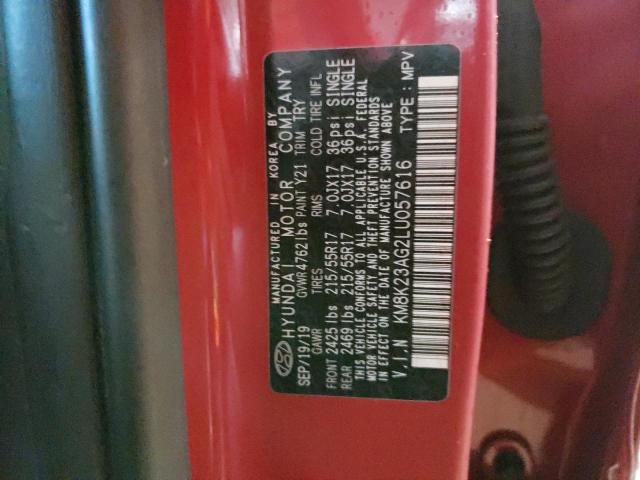 MANUFACTURED IN KOREA BY
HYUNDAI MOTOR COMPANY
SEP/19/19 GVWR 4762 lbs PAINT Y21 TRIM TRY
GAWR TIRES RIMS COLD TIRE INFL
FRONT 2425 lbs 215/55R17 7.0JX17 36psi SINGLE
REAR 2469 lbs 215/55R17 7.0JX17 36psi SINGLE
THIS VEHICLE CONFORMS TO ALL APPLICABLE U.S.A. FEDERAL
MOTOR VEHICLE SAFETY, AND THEFT PREVENTION STANDARDS
IN EFFECT ON THE DATE OF MANUFACTURE SHOWN ABOVE
V.I.N KM8K23AG2LU057616 TYPE : MPV